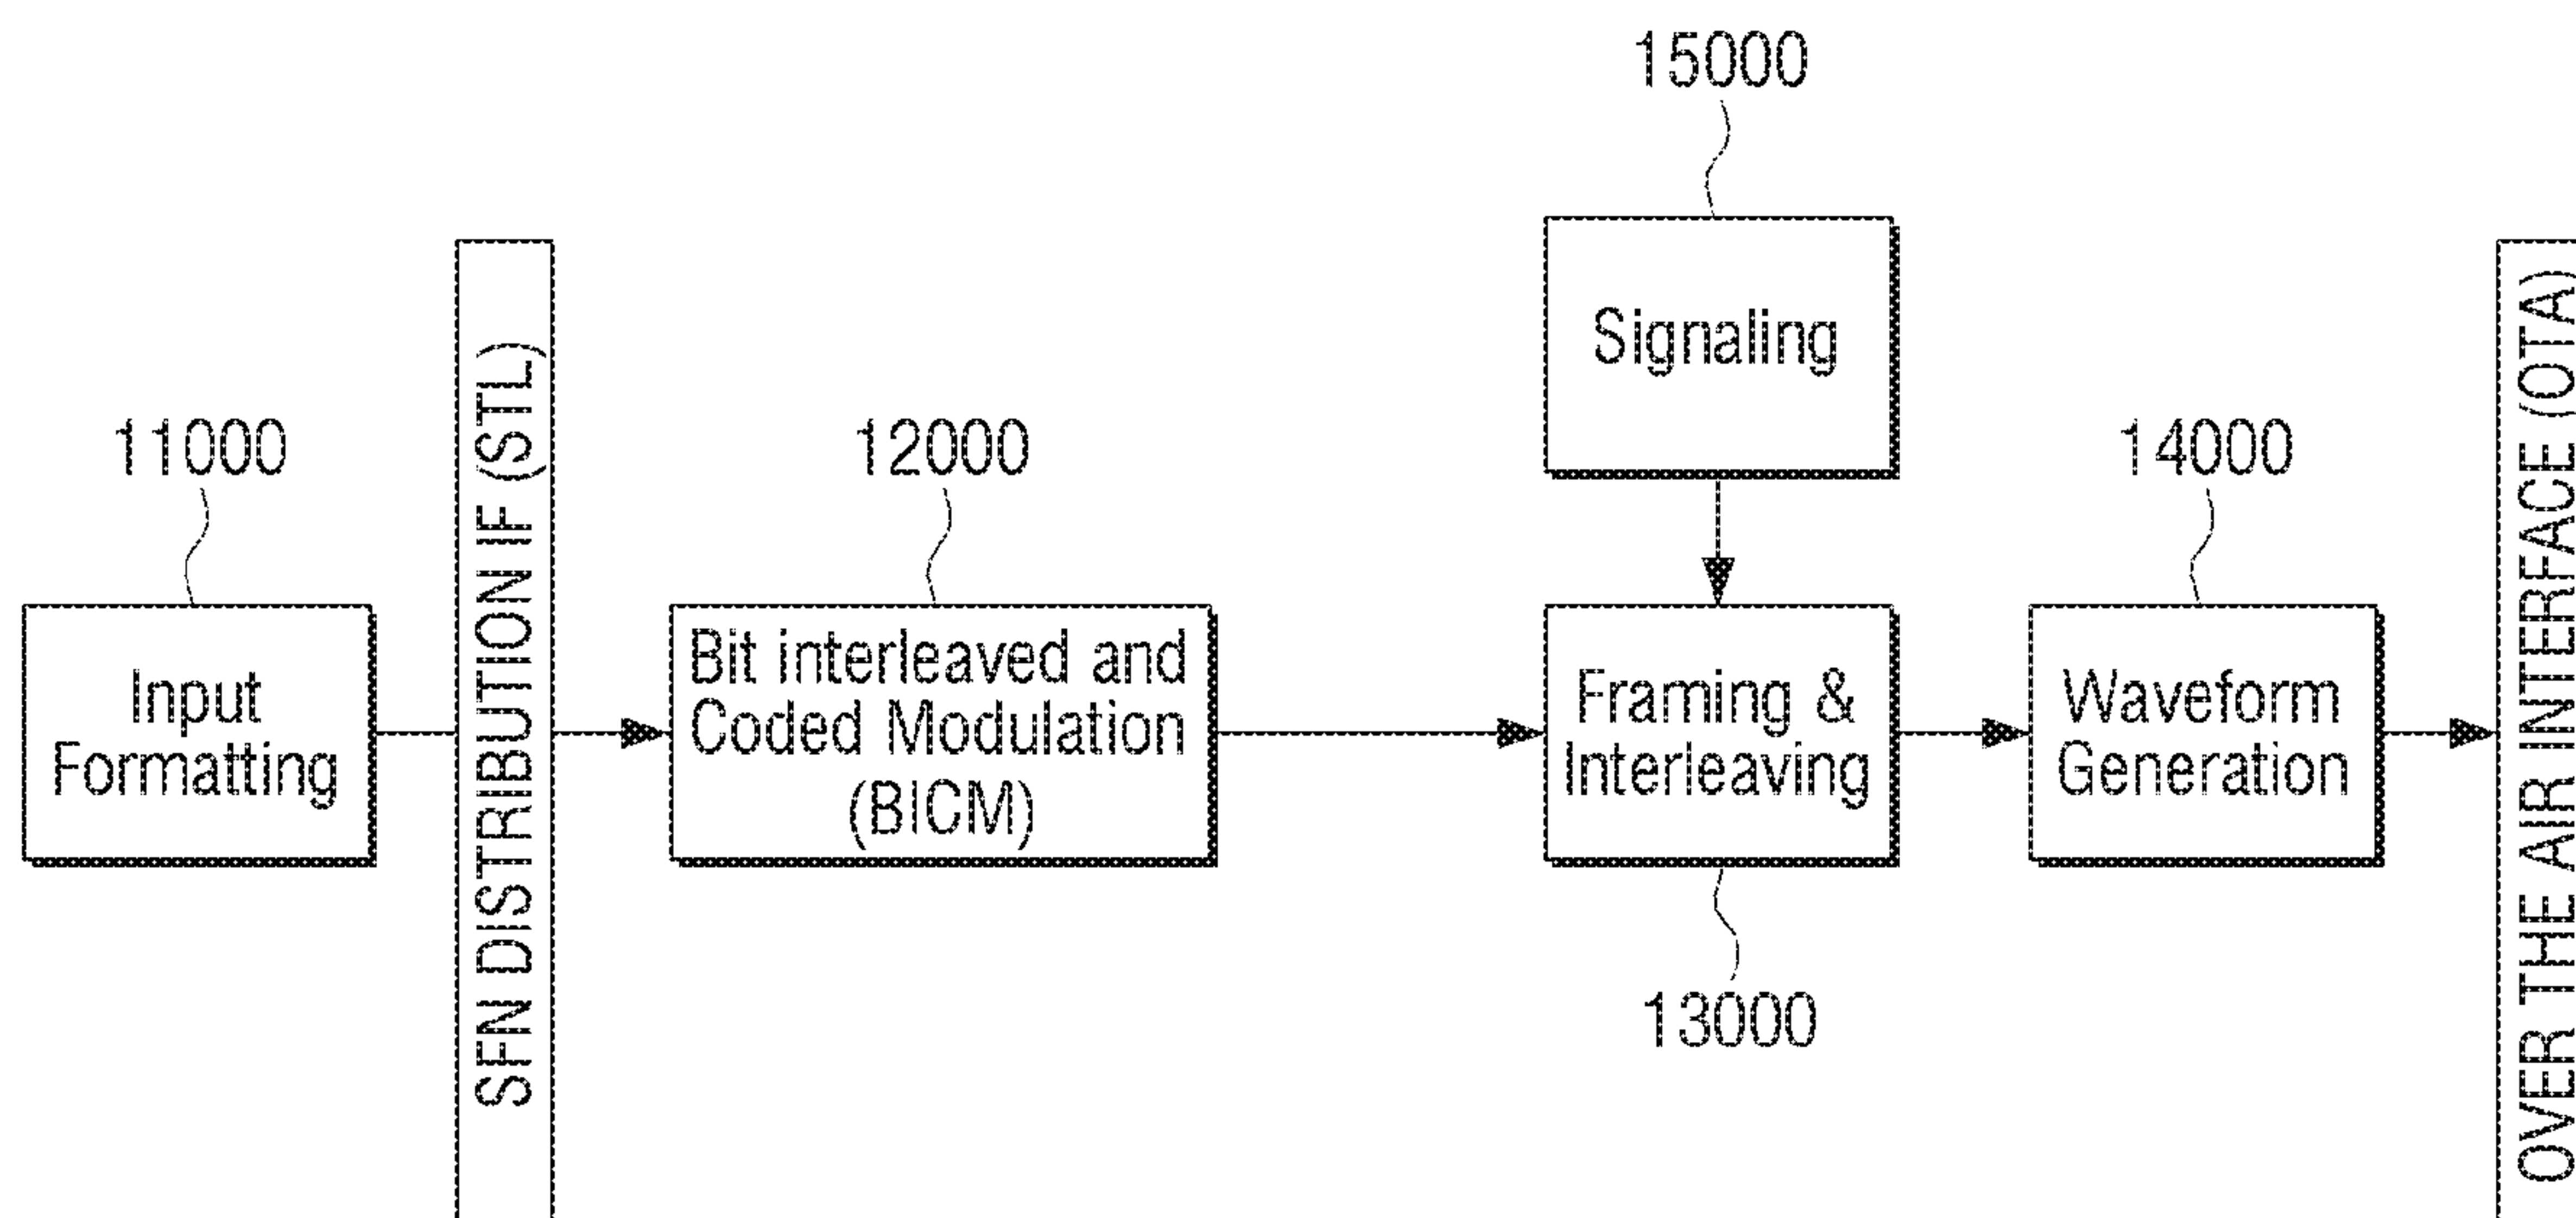 15000
Signaling
11000
Input
Formatting
SFN DISTRIBUTION IF (STL)
12000
Bit interleaved and
Coded Modulation
(BICM)
Framing &
Interleaving
13000
14000
Waveform
Generation
OVER THE AIR INTERFACE (OTA)